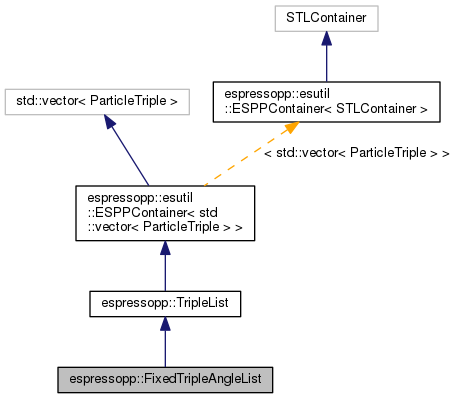 STLContainer
std::vector< ParticleTriple >
espressopp::esutil
::ESPPContainer< STLContainer >
< std::vector< ParticleTriple > >
espressopp::esutil
::ESPPContainer< std
::vector< ParticleTriple > >
espressopp::TripleList
espressopp::FixedTripleAngleList